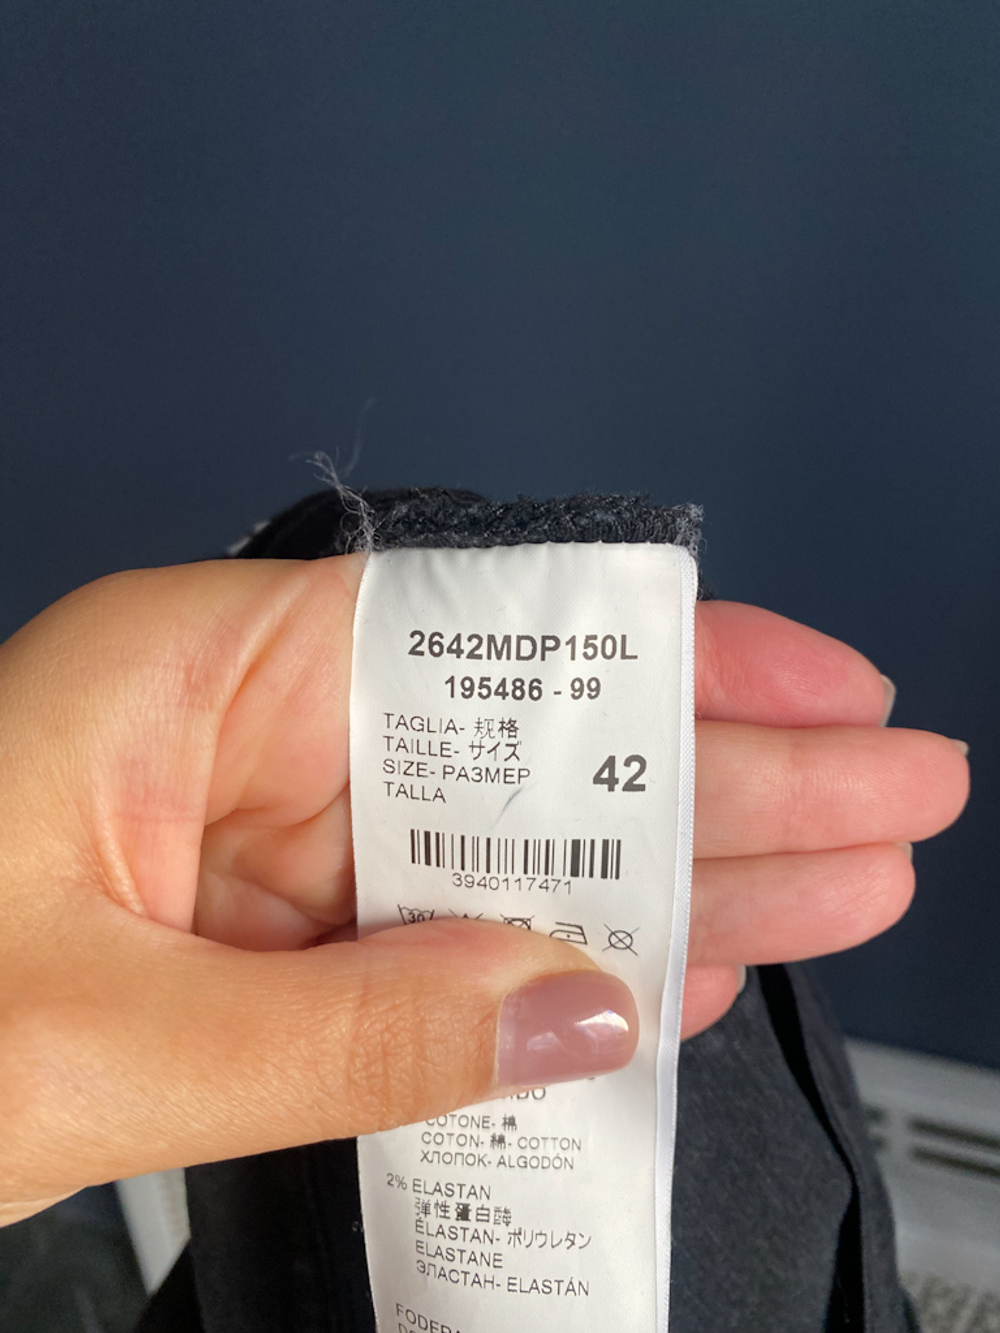 2642MDP150L
195486 - 99
TAGLIA- 规格
TAILLE- サイズ
SIZE- РАЗМЕР
TALLA
42
3940117471
30
COTONE- 棉
COTON- 棉- COTTON
ХЛОПОК- ALGODÓN
2% ELASTAN
弹性蛋白酶
ÉLASTAN- ポリウレタン
ELASTANE
ЭЛАСТАН- ELASTÁN